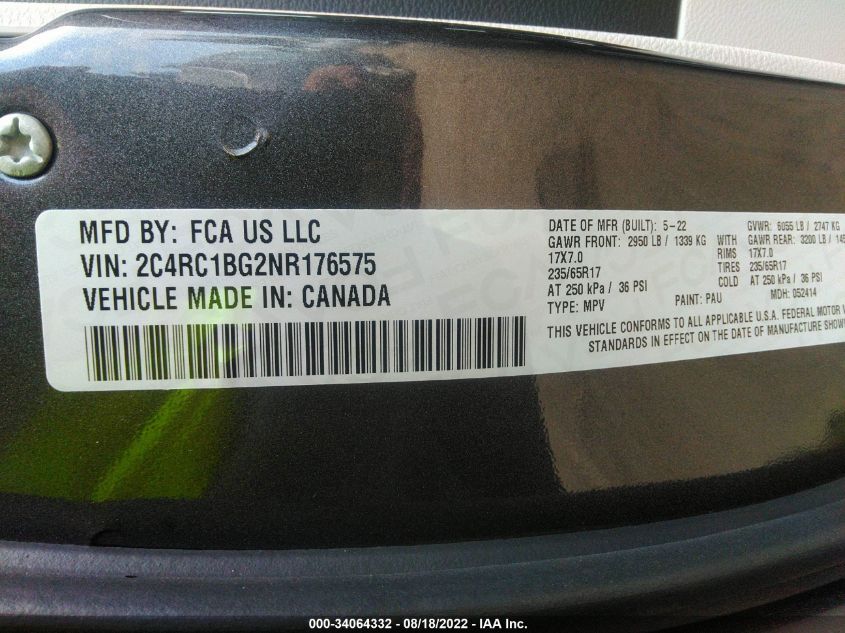 MFD BY: FCA US LLC
VIN: 2C4RC1BG2NR176575
VEHICLE MADE IN: CANADA
DATE OF MFR (BUILT): 5-22 GVWR: 6055 LB / 2747 KG
GAWR FRONT: 2950 LB / 1339 KG WITH GAWR REAR: 3200 LB /
17X7.0 RIMS 17X7.0
235/65R17 TIRES 235/65R17
AT 250 kPa / 36 PSI COLD AT 250 kPa / 36 PSI
TYPE: MPV PAINT: PAU MDH: 052414
THIS VEHICLE CONFORMS TO ALL APPLICABLE U.S.A. FEDERAL MOTOR
STANDARDS IN EFFECT ON THE DATE OF MANUFACTURE SHOWN
000-34064332 - 08/18/2022 - IAA Inc.